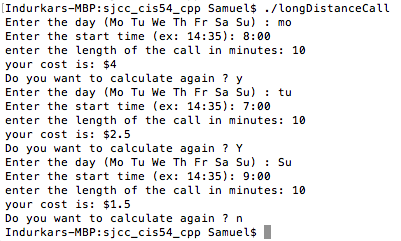 [Indurkars-MBP:sjcc_cis54_cpp Samuel$ ./longDistanceCall
Enter the day (Mo Tu We Th Fr Sa Su) : mo
Enter the start time (ex: 14:35): 8:00
enter the length of the call in minutes: 10
your cost is: $4
Do you want to calculate again ? y
Enter the day (Mo Tu We Th Fr Sa Su) : tu
Enter the start time (ex: 14:35): 7:00
enter the length of the call in minutes: 10
your cost is: $2.5
Do you want to calculate again ? Y
Enter the day (Mo Tu We Th Fr Sa Su) : Su
Enter the start time (ex: 14:35): 9:00
enter the length of the call in minutes: 10
your cost is: $1.5
Do you want to calculate again ? n
Indurkars-MBP:sjcc_cis54_cpp Samuel$